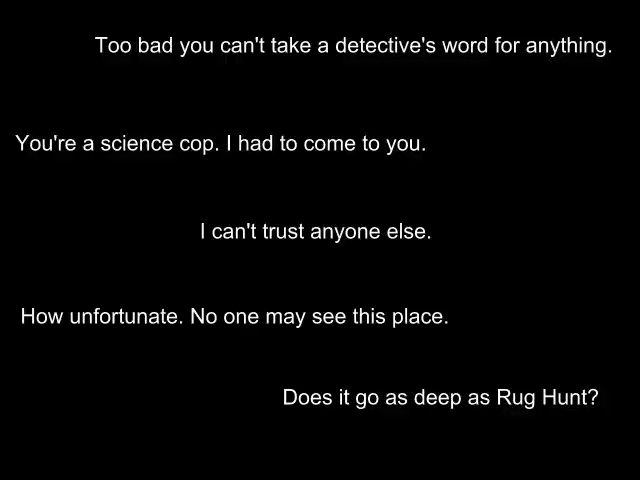 Too bad you can't take a detective's word for anything.
You're a science cop. I had to come to you.
I can't trust anyone else.
How unfortunate. No one may see this place.
Does it go as deep as Rug Hunt?